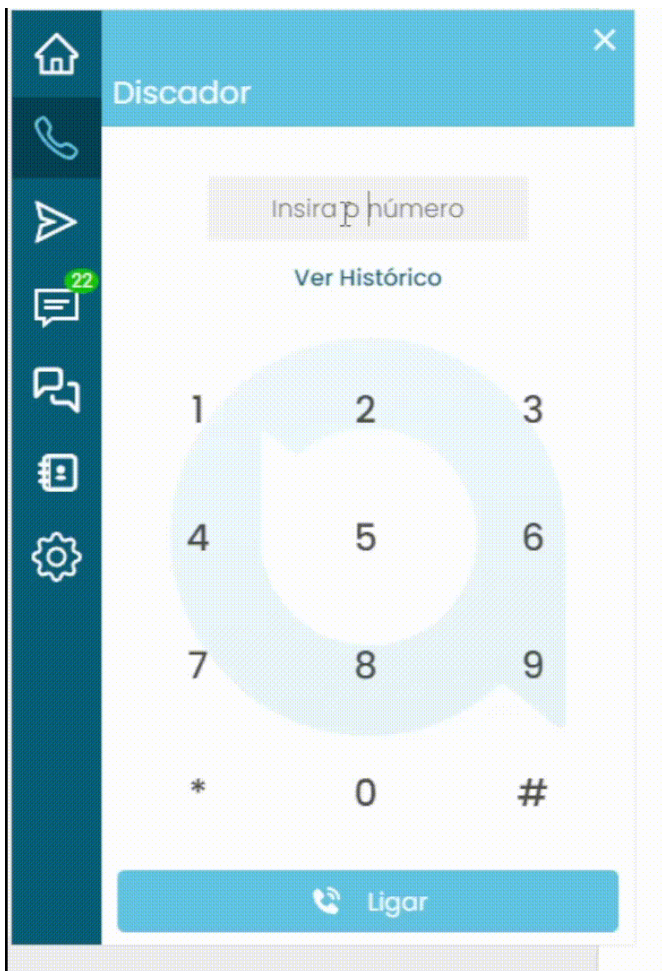 Discador
Insira o número
Ver Histórico
22
1 2 3
4 5 6
7 8 9
* 0 #
Ligar